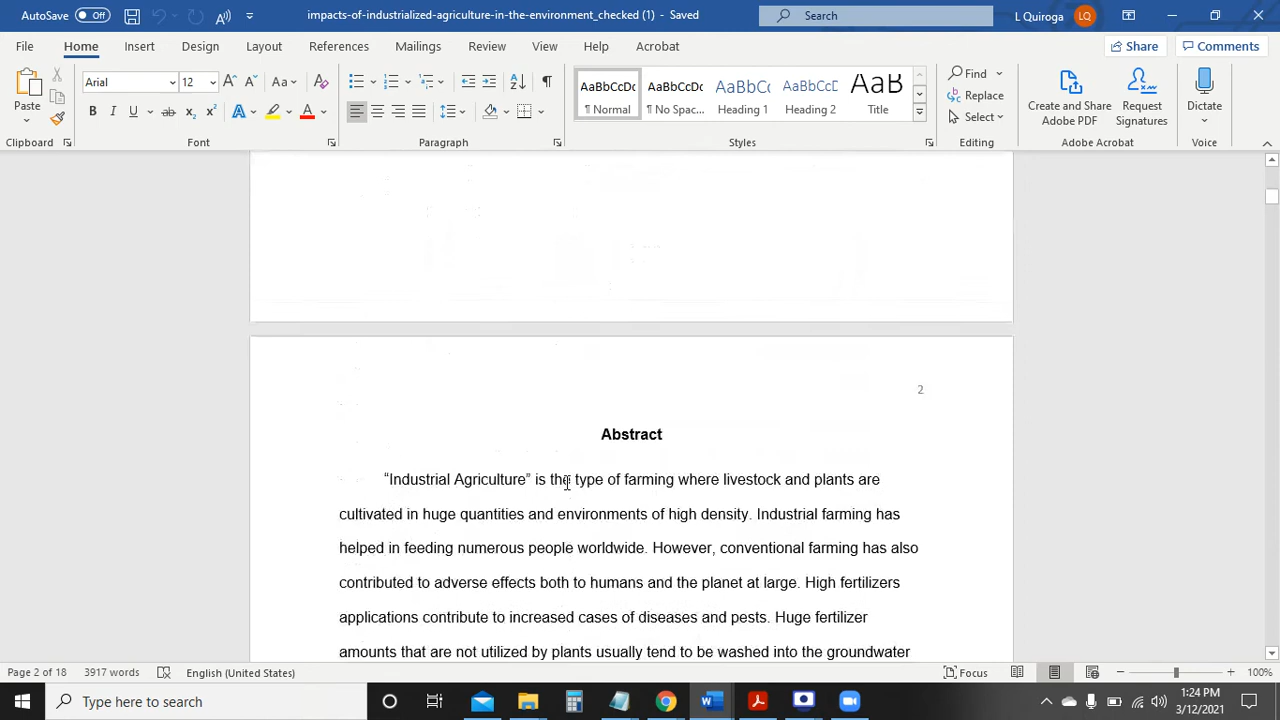 AutoSave Off impacts-of-industrialized-agriculture-in-the-environment_checked (1) - Saved Search L Quiroga LQ
File Home Insert Design Layout References Mailings Review View Help Acrobat Share Comments
Paste Arial 12 Aa AaBbCcDc AaBbCcDc AaBbCc AaBbCcD AaB Find Replace Select Create and Share Adobe PDF Request Signatures Dictate
B I U ab x₂ x² A A ¶ Normal ¶ No Spac... Heading 1 Heading 2 Title
Clipboard Font Paragraph Styles Editing Adobe Acrobat Voice
2
Abstract
“Industrial Agriculture” is the type of farming where livestock and plants are
cultivated in huge quantities and environments of high density. Industrial farming has
helped in feeding numerous people worldwide. However, conventional farming has also
contributed to adverse effects both to humans and the planet at large. High fertilizers
applications contribute to increased cases of diseases and pests. Huge fertilizer
amounts that are not utilized by plants usually tend to be washed into the groundwater
Page 2 of 18 3917 words English (United States) Focus 100%
Type here to search 1:24 PM
3/12/2021